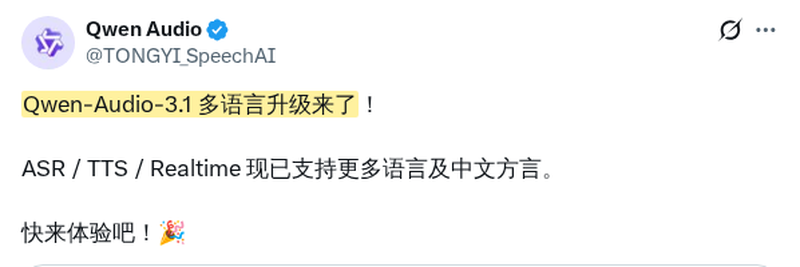 Qwen Audio
@TONGYI_SpeechAI
Qwen-Audio-3.1 多语言升级来了！
ASR / TTS / Realtime 现已支持更多语言及中文方言。
快来体验吧！🎉